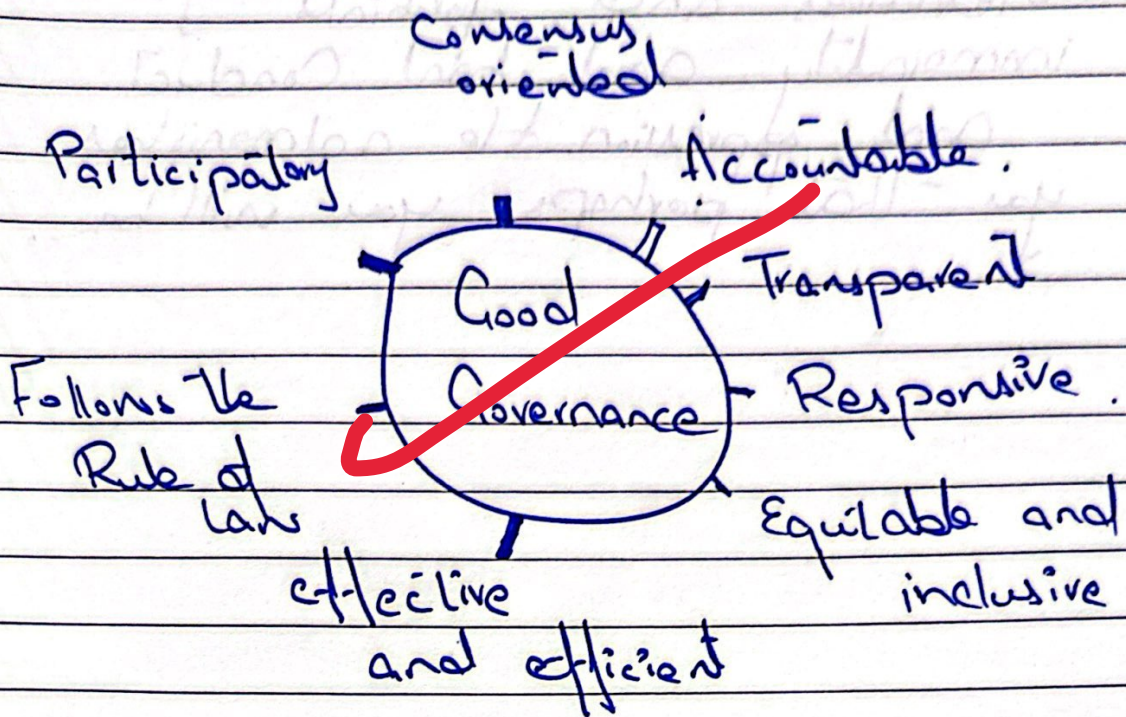 Consensus
oriented
Participatory
Accountable.
Good
Governance
Transparent
Follows the
Rule of
Law
Responsive.
Equitable and
inclusive
effective
and efficient